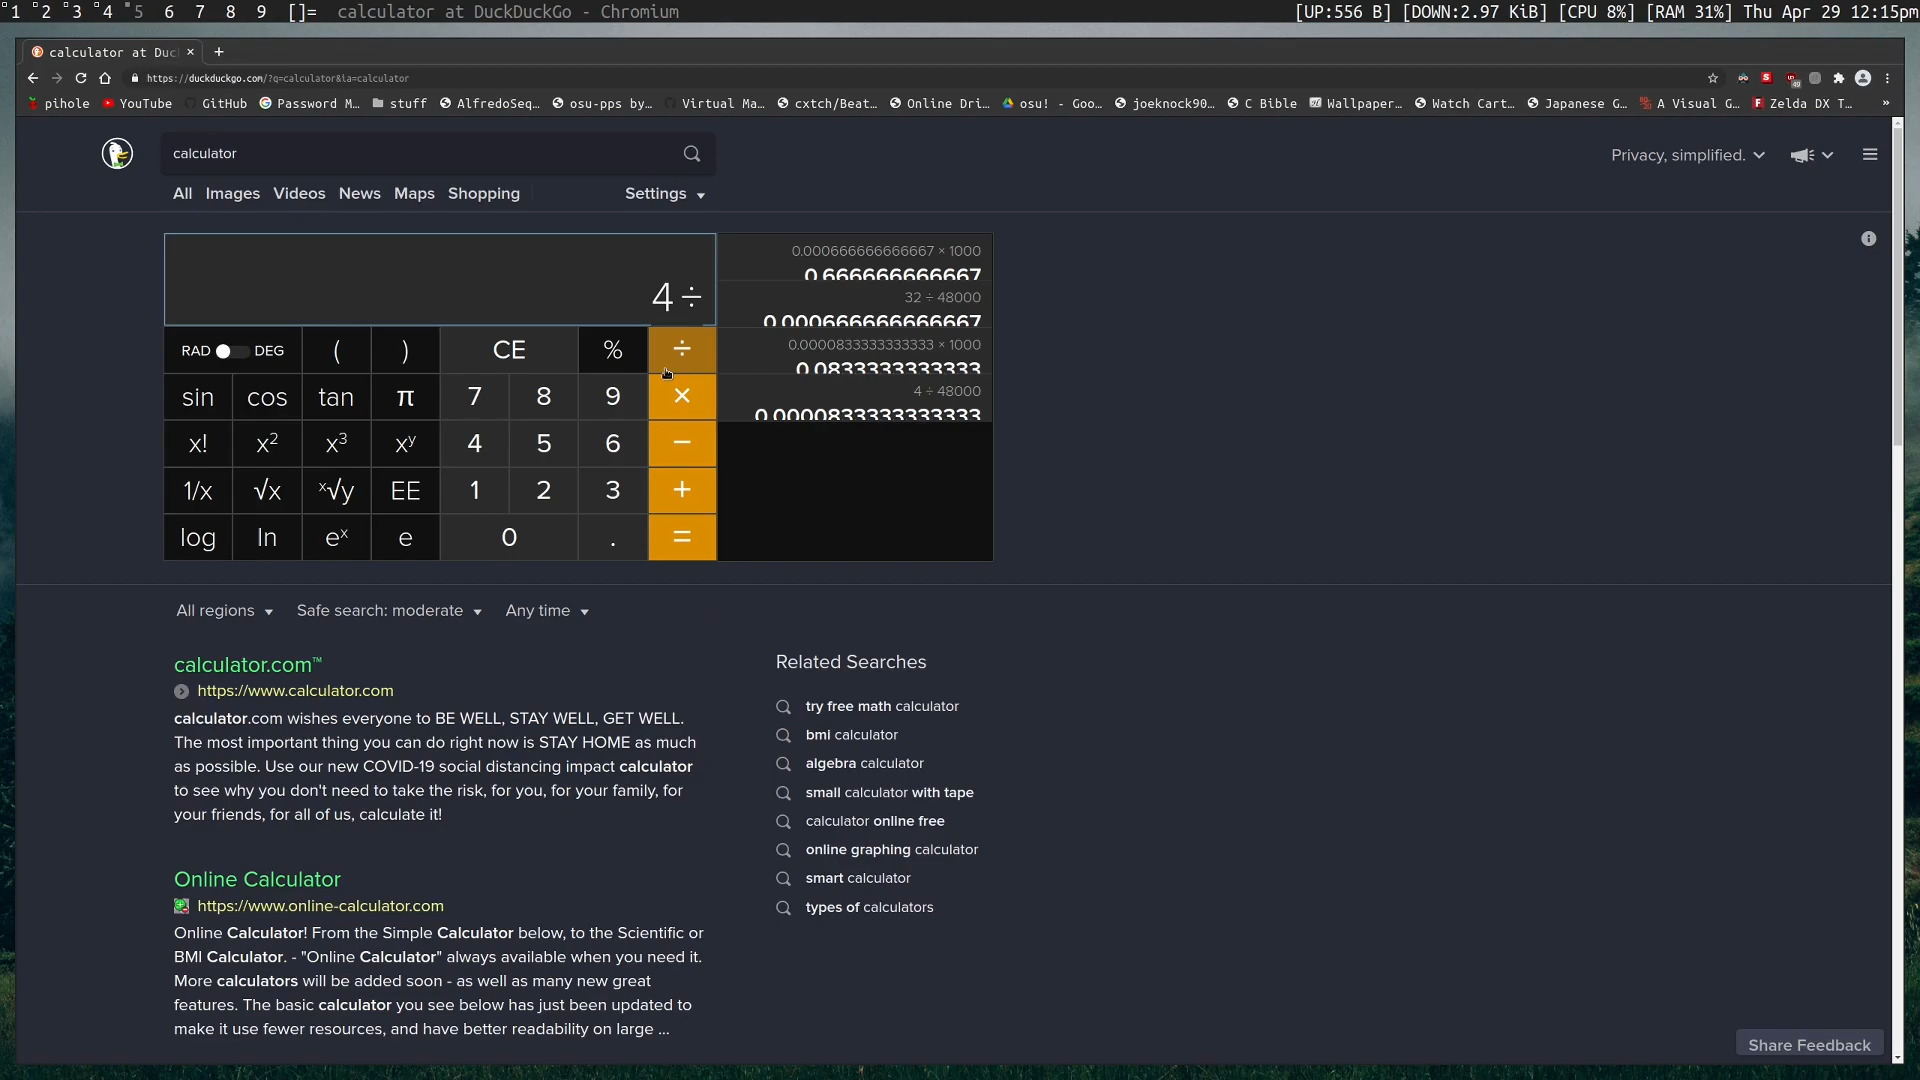 1 2 3 4 5 6 7 8 9 []= calculator at DuckDuckGo - Chromium [UP:556 B] [DOWN:2.97 KiB] [CPU 8%] [RAM 31%] Thu Apr 29 12:15pm
calculator at Duc × +
https://duckduckgo.com/?q=calculator&ia=calculator
pihole YouTube GitHub Password M… stuff AlfredoSeq… osu-pps by… Virtual Ma… cxtch/Beat… Online Dri… osu! - Goo… joeknock90… C Bible Wallpaper… Watch Cart… Japanese G… A Visual G… Zelda DX T… »
calculator
Privacy, simplified.
All Images Videos News Maps Shopping Settings
4 ÷
0.000666666666667 × 1000
0.666666666667
32 ÷ 48000
0.000666666666667
0.0000833333333333 × 1000
0.0833333333333
4 ÷ 48000
0.0000833333333333
RAD DEG ( ) CE % ÷
sin cos tan π 7 8 9 ×
x! x² x³ xʸ 4 5 6 −
1/x √x ˣ√y EE 1 2 3 +
log ln eˣ e 0 . =
All regions Safe search: moderate Any time
calculator.com™
https://www.calculator.com
calculator.com wishes everyone to BE WELL, STAY WELL, GET WELL.
The most important thing you can do right now is STAY HOME as much
as possible. Use our new COVID-19 social distancing impact calculator
to see why you don't need to take the risk, for you, for your family, for
your friends, for all of us, calculate it!
Online Calculator
https://www.online-calculator.com
Online Calculator! From the Simple Calculator below, to the Scientific or
BMI Calculator. - "Online Calculator" always available when you need it.
More calculators will be added soon - as well as many new great
features. The basic calculator you see below has just been updated to
make it use fewer resources, and have better readability on large ...
Related Searches
try free math calculator
bmi calculator
algebra calculator
small calculator with tape
calculator online free
online graphing calculator
smart calculator
types of calculators
Share Feedback